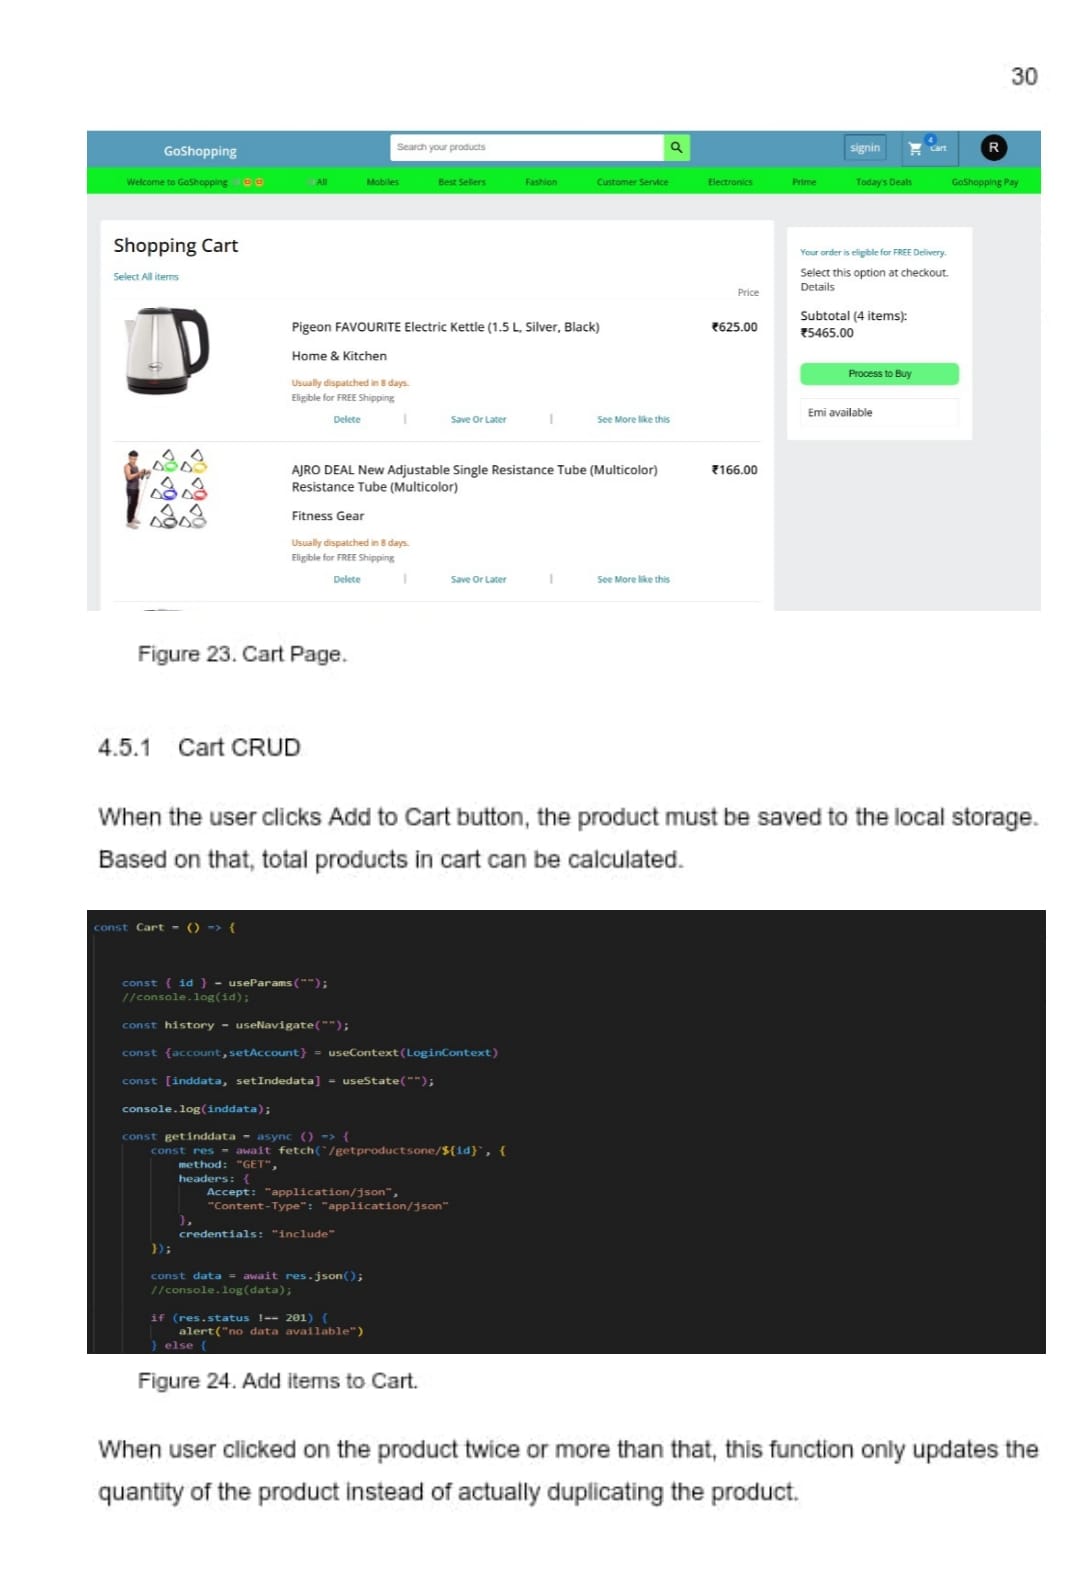 30
GoShopping
Search your products
signin
4
cart
R
Welcome to GoShopping
All
Mobiles
Best Sellers
Fashion
Customer Service
Electronics
Prime
Today's Deals
GoShopping Pay
Shopping Cart
Select All items
Price
Pigeon FAVOURITE Electric Kettle (1.5 L, Silver, Black)
₹625.00
Home & Kitchen
Usually dispatched in 8 days.
Eligible for FREE Shipping
Delete | Save Or Later | See More like this
AJRO DEAL New Adjustable Single Resistance Tube (Multicolor)
₹166.00
Resistance Tube (Multicolor)
Fitness Gear
Usually dispatched in 8 days.
Eligible for FREE Shipping
Delete | Save Or Later | See More like this
Your order is eligible for FREE Delivery.
Select this option at checkout.
Details
Subtotal (4 items):
₹5465.00
Process to Buy
Emi available
Figure 23. Cart Page.
4.5.1 Cart CRUD
When the user clicks Add to Cart button, the product must be saved to the local storage.
Based on that, total products in cart can be calculated.
const Cart = () => {
const { id } = useParams("");
//console.log(id);
const history = useNavigate("");
const {account,setAccount} = useContext(LoginContext)
const [inddata, setIndedata] = useState("");
console.log(inddata);
const getinddata = async () => {
const res = await fetch(`/getproductsone/${id}`, {
method: "GET",
headers: {
Accept: "application/json",
"Content-Type": "application/json"
},
credentials: "include"
});
const data = await res.json();
//console.log(data);
if (res.status !== 201) {
alert("no data available")
} else {
Figure 24. Add items to Cart.
When user clicked on the product twice or more than that, this function only updates the
quantity of the product instead of actually duplicating the product.